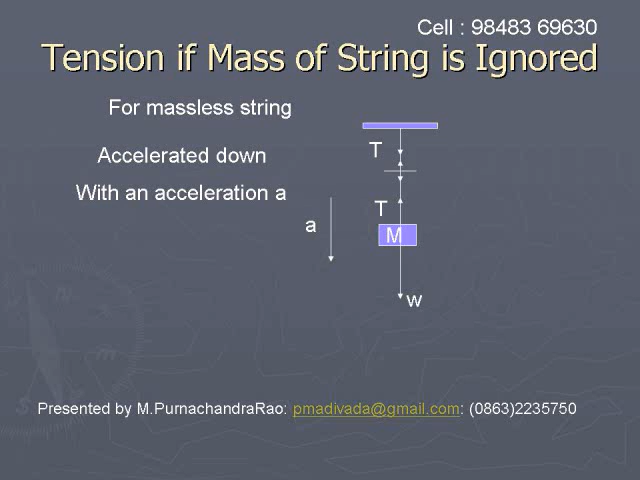 Cell : 98483 69630
Tension if Mass of String is Ignored
For massless string
Accelerated down
With an acceleration a
T
T
a
M
w
Presented by M.PurnachandraRao: pmadivada@gmail.com: (0863)2235750